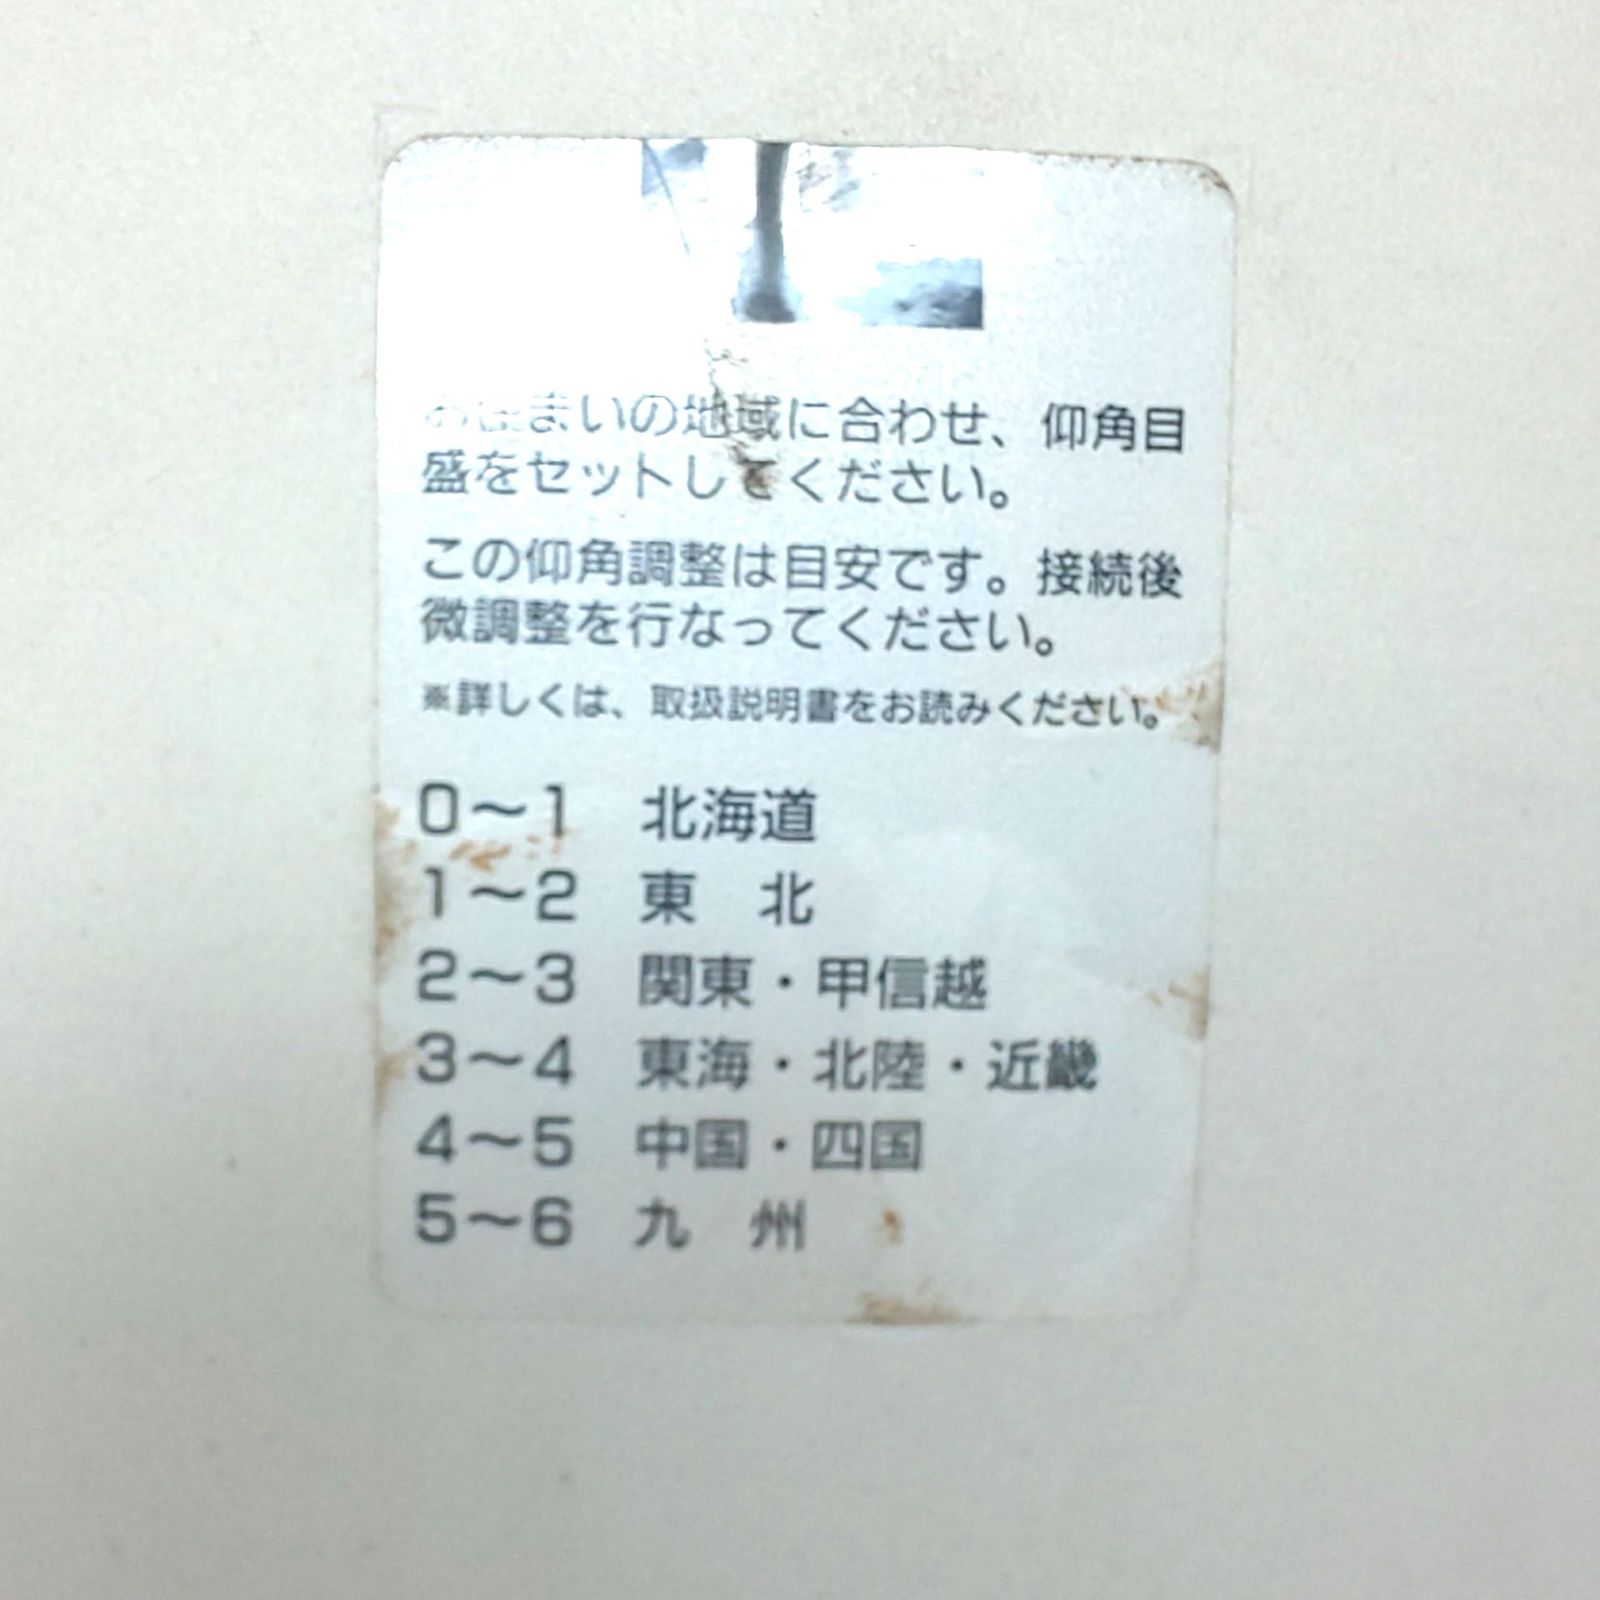 お住まいの地域に合わせ、仰角目
盛をセットしてください。
この仰角調整は目安です。接続後
微調整を行なってください。
※詳しくは、取扱説明書をお読みください。
0～1 北海道
1～2 東 北
2～3 関東・甲信越
3～4 東海・北陸・近畿
4～5 中国・四国
5～6 九 州